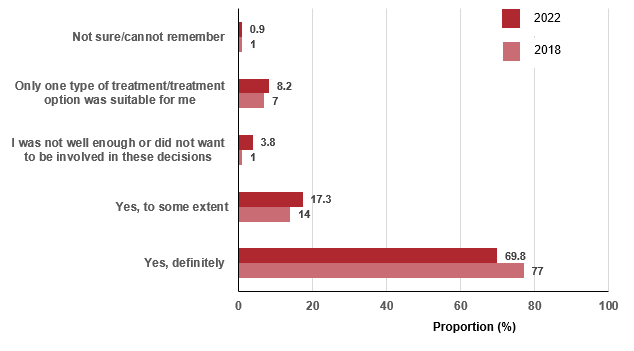 2022
2018
Not sure/cannot remember
0.9
1
Only one type of treatment/treatment
option was suitable for me
8.2
7
I was not well enough or did not want
to be involved in these decisions
3.8
1
Yes, to some extent
17.3
14
Yes, definitely
69.8
77
0 20 40 60 80 100
Proportion (%)